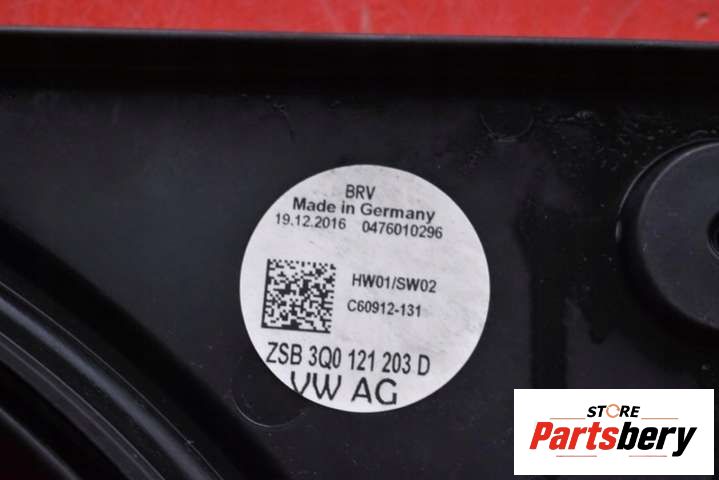 BRV
Made in Germany
19.12.2016 0476010296
HW01/SW02
C60912-131
ZSB 3Q0 121 203 D
VW AG
STORE
Partsbery